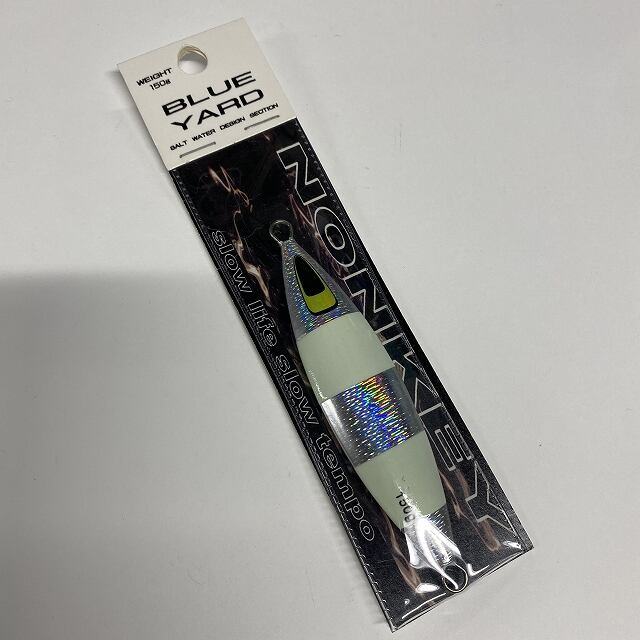 WEIGHT
150g
BLUE
YARD
SALT WATER DESIGN SECTION
NONKEY
slow life slow tempo